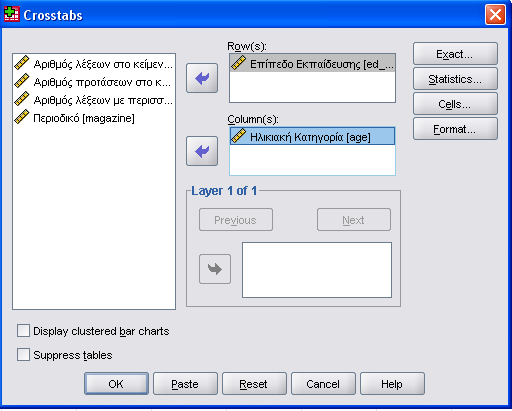 Crosstabs
Αριθμός λέξεων στο κείμεν...
Αριθμός προτάσεων στο κ...
Αριθμός λέξεων με περισσ...
Περιοδικό [magazine]
Row(s):
Επίπεδο Εκπαίδευσης [ed_...
Column(s):
Ηλικιακή Κατηγορία [age]
Layer 1 of 1
Previous
Next
Exact...
Statistics...
Cells...
Format...
Display clustered bar charts
Suppress tables
OK
Paste
Reset
Cancel
Help